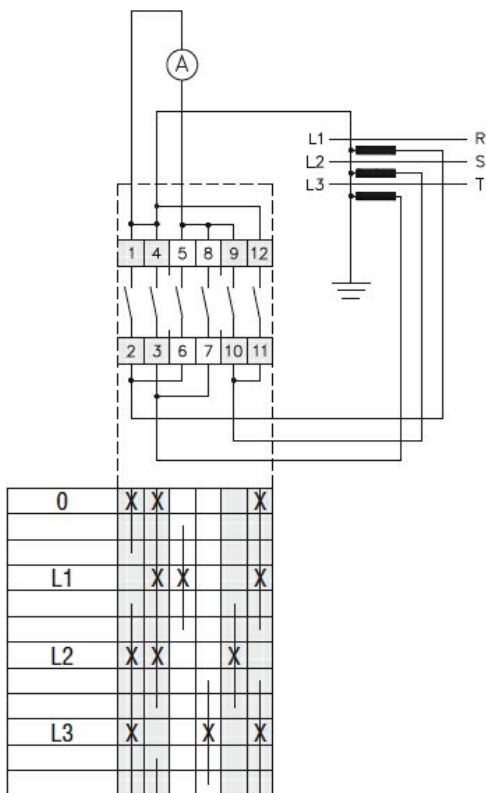 A
L1 R
L2 S
L3 T
1 4 5 8 9 12
2 3 6 7 10 11
0 X X X
L1 X X X
L2 X X X
L3 X X X